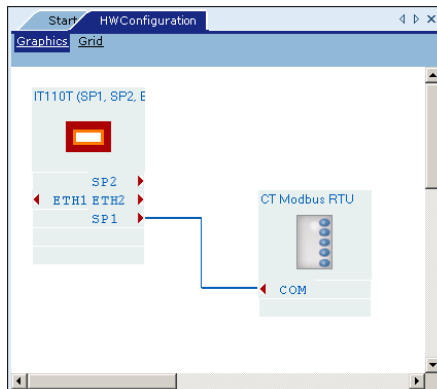 Start HWConfiguration
Graphics Grid
IT110T (SP1, SP2, E
SP2
ETH1 ETH2
SP1
CT Modbus RTU
COM